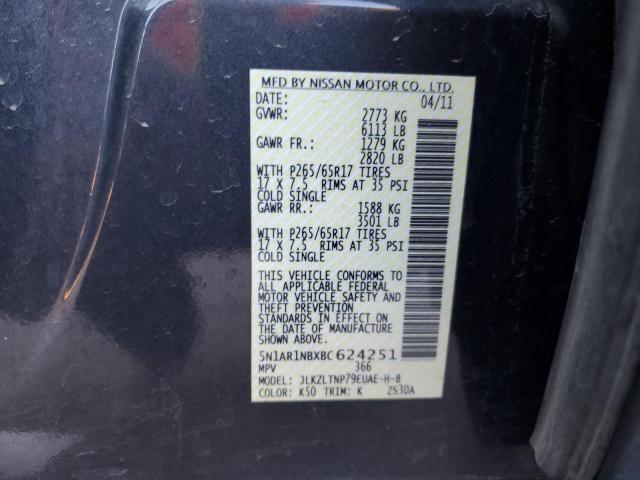 MFD BY NISSAN MOTOR CO., LTD.
DATE: 04/11
GVWR: 2773 KG
6113 LB
GAWR FR.: 1279 KG
2820 LB
WITH P265/65R17 TIRES
17 X 7.5 RIMS AT 35 PSI
COLD SINGLE
GAWR RR.: 1588 KG
3501 LB
WITH P265/65R17 TIRES
17 X 7.5 RIMS AT 35 PSI
COLD SINGLE
THIS VEHICLE CONFORMS TO
ALL APPLICABLE FEDERAL
MOTOR VEHICLE SAFETY AND
THEFT PREVENTION
STANDARDS IN EFFECT ON
THE DATE OF MANUFACTURE
SHOWN ABOVE.
5N1AR1NBXBC624251
MPV 366
MODEL: JLKZLTNP79EUAE-H-8
COLOR: K50 TRIM: K ZS30A